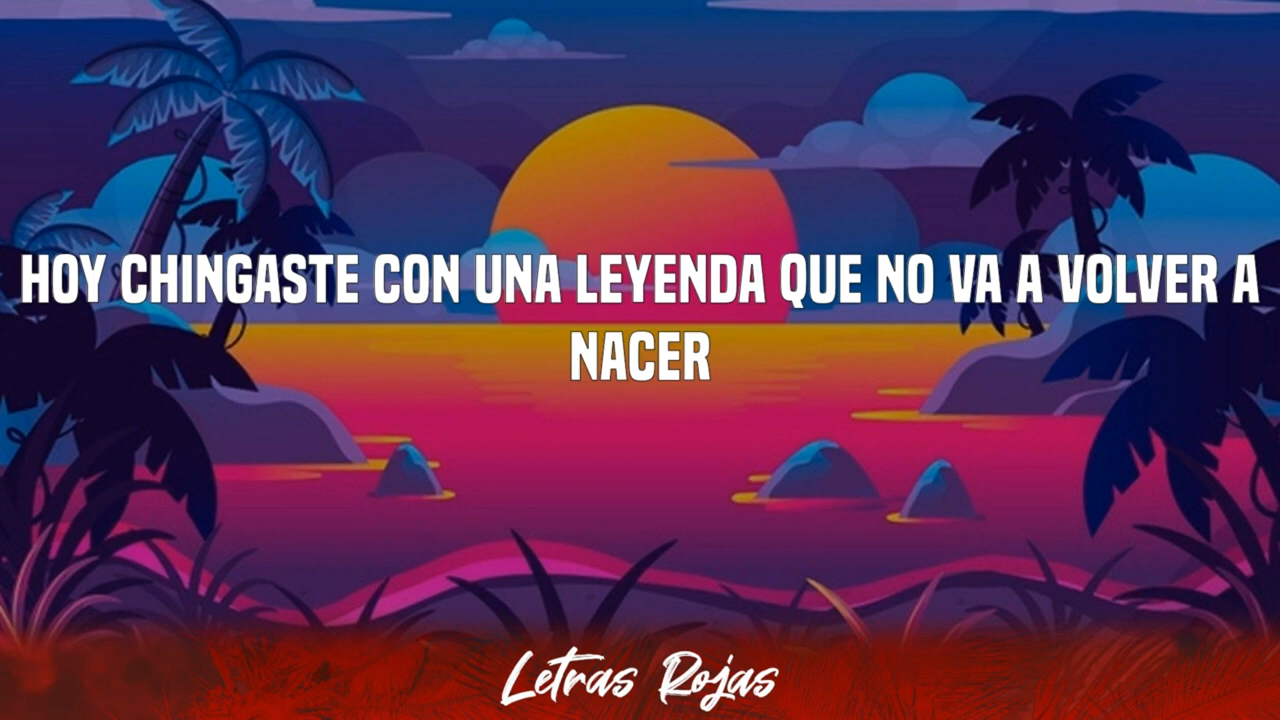 HOY CHINGASTE CON UNA LEYENDA QUE NO VA A VOLVER A
NACER
Letras Rojas